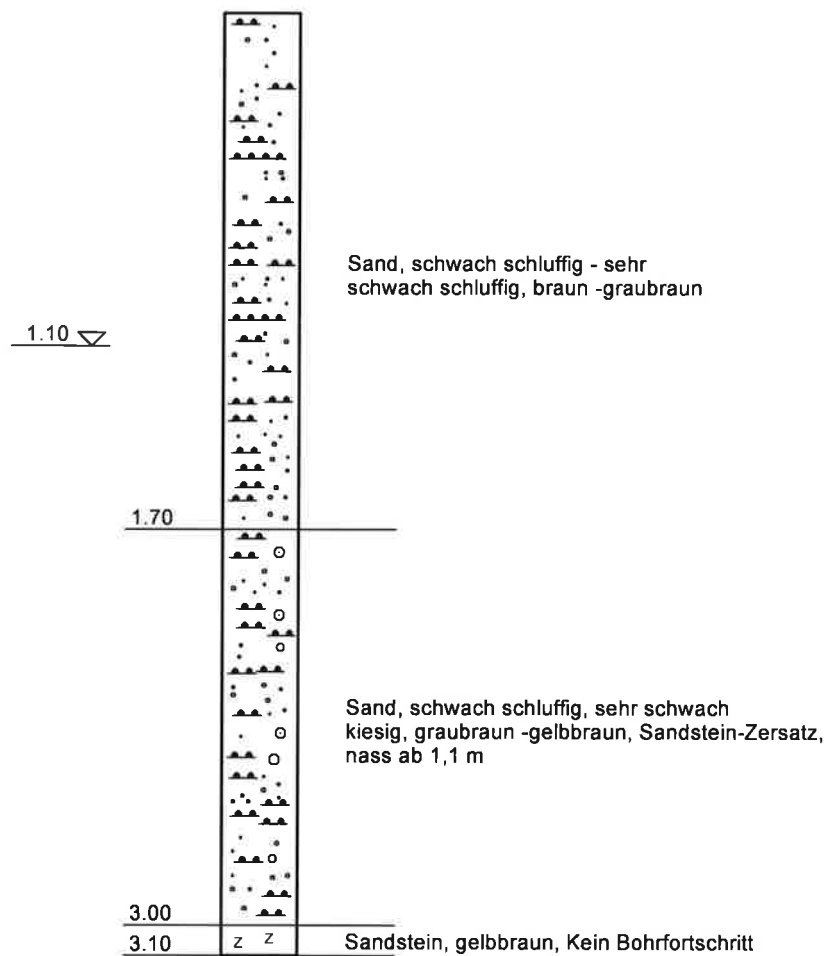 Sand, schwach schluffig - sehr
schwach schluffig, braun -graubraun
1.10
1.70
Sand, schwach schluffig, sehr schwach
kiesig, graubraun -gelbbraun, Sandstein-Zersatz,
nass ab 1,1 m
3.00
3.10
z z
Sandstein, gelbbraun, Kein Bohrfortschritt